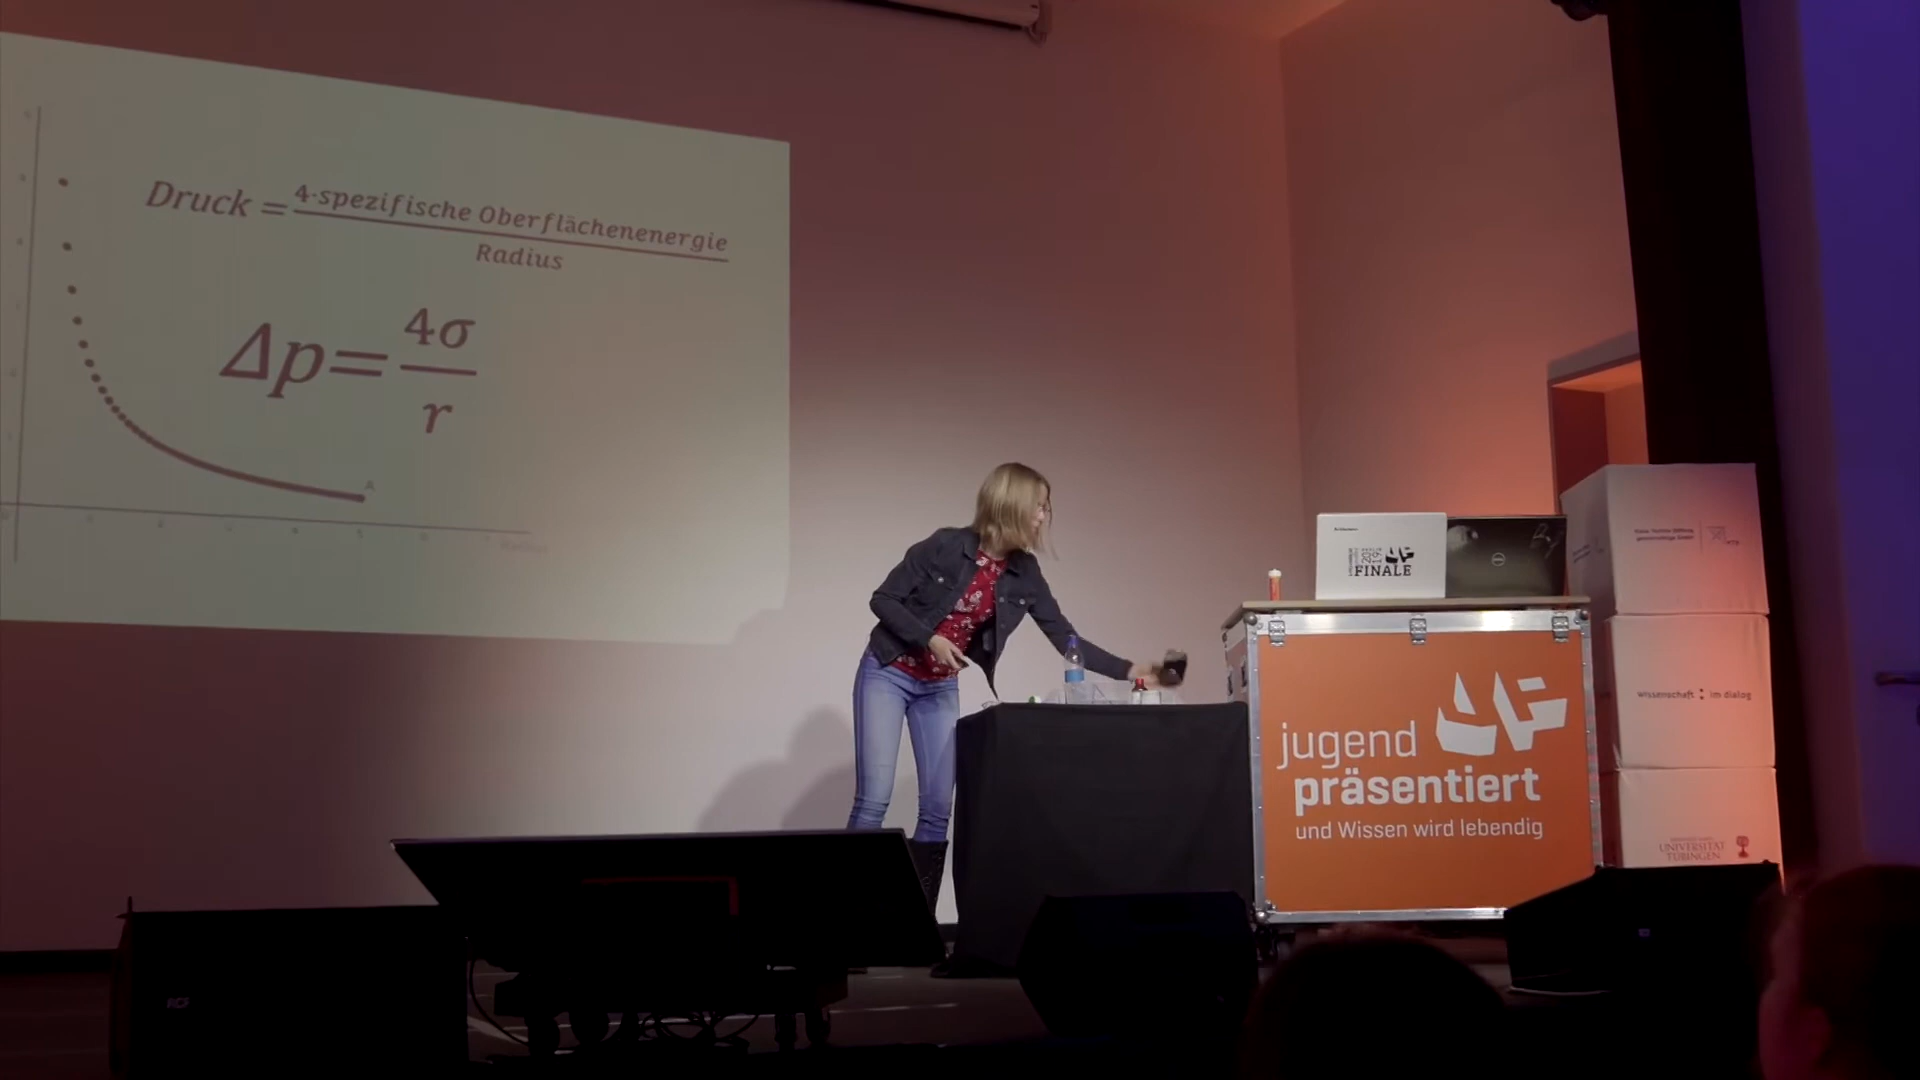 Druck = 4·spezifische Oberflächenenergie
Radius
Δp= 4σ
r
A
FINALE
jugend
präsentiert
und Wissen wird lebendig
wissenschaft : im dialog
UNIVERSITÄT
TÜBINGEN
RCF